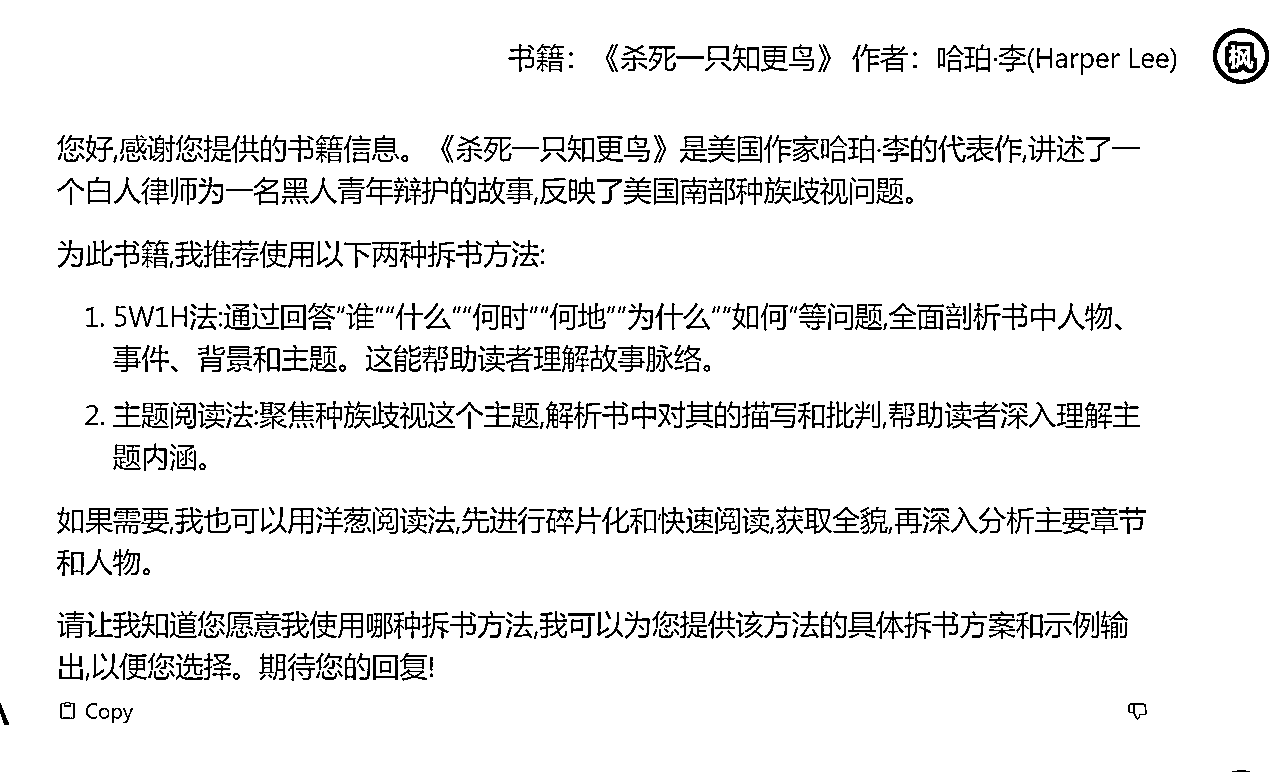 书籍：《杀死一只知更鸟》 作者：哈珀·李(Harper Lee)
枫
您好,感谢您提供的书籍信息。《杀死一只知更鸟》是美国作家哈珀·李的代表作,讲述了一
个白人律师为一名黑人青年辩护的故事,反映了美国南部种族歧视问题。
为此书籍,我推荐使用以下两种拆书方法:
1. 5W1H法:通过回答"谁""什么""何时""何地""为什么""如何"等问题,全面剖析书中人物、
事件、背景和主题。这能帮助读者理解故事脉络。
2. 主题阅读法:聚焦种族歧视这个主题,解析书中对其的描写和批判,帮助读者深入理解主
题内涵。
如果需要,我也可以用洋葱阅读法,先进行碎片化和快速阅读,获取全貌,再深入分析主要章节
和人物。
请让我知道您愿意我使用哪种拆书方法,我可以为您提供该方法的具体拆书方案和示例输
出,以便您选择。期待您的回复!
Copy